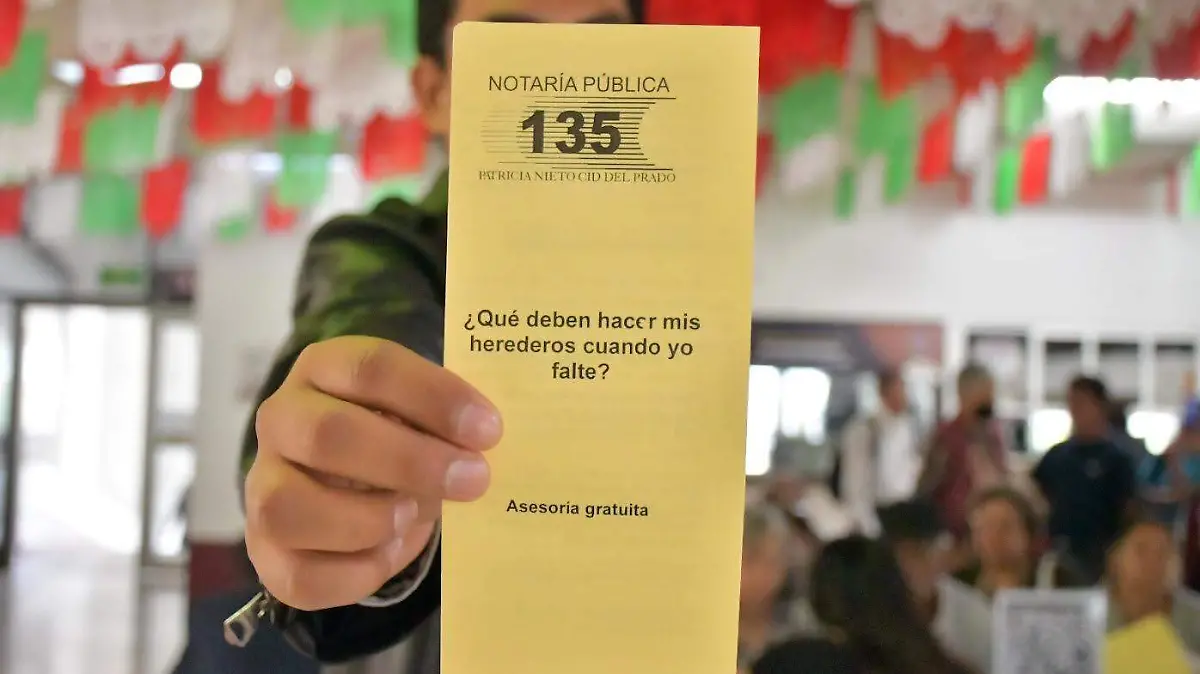 NOTARÍA PÚBLICA
135
PATRICIA NIETO CID DEL PRADO
¿Qué deben hacer mis
herederos cuando yo
falte?
Asesoría gratuita